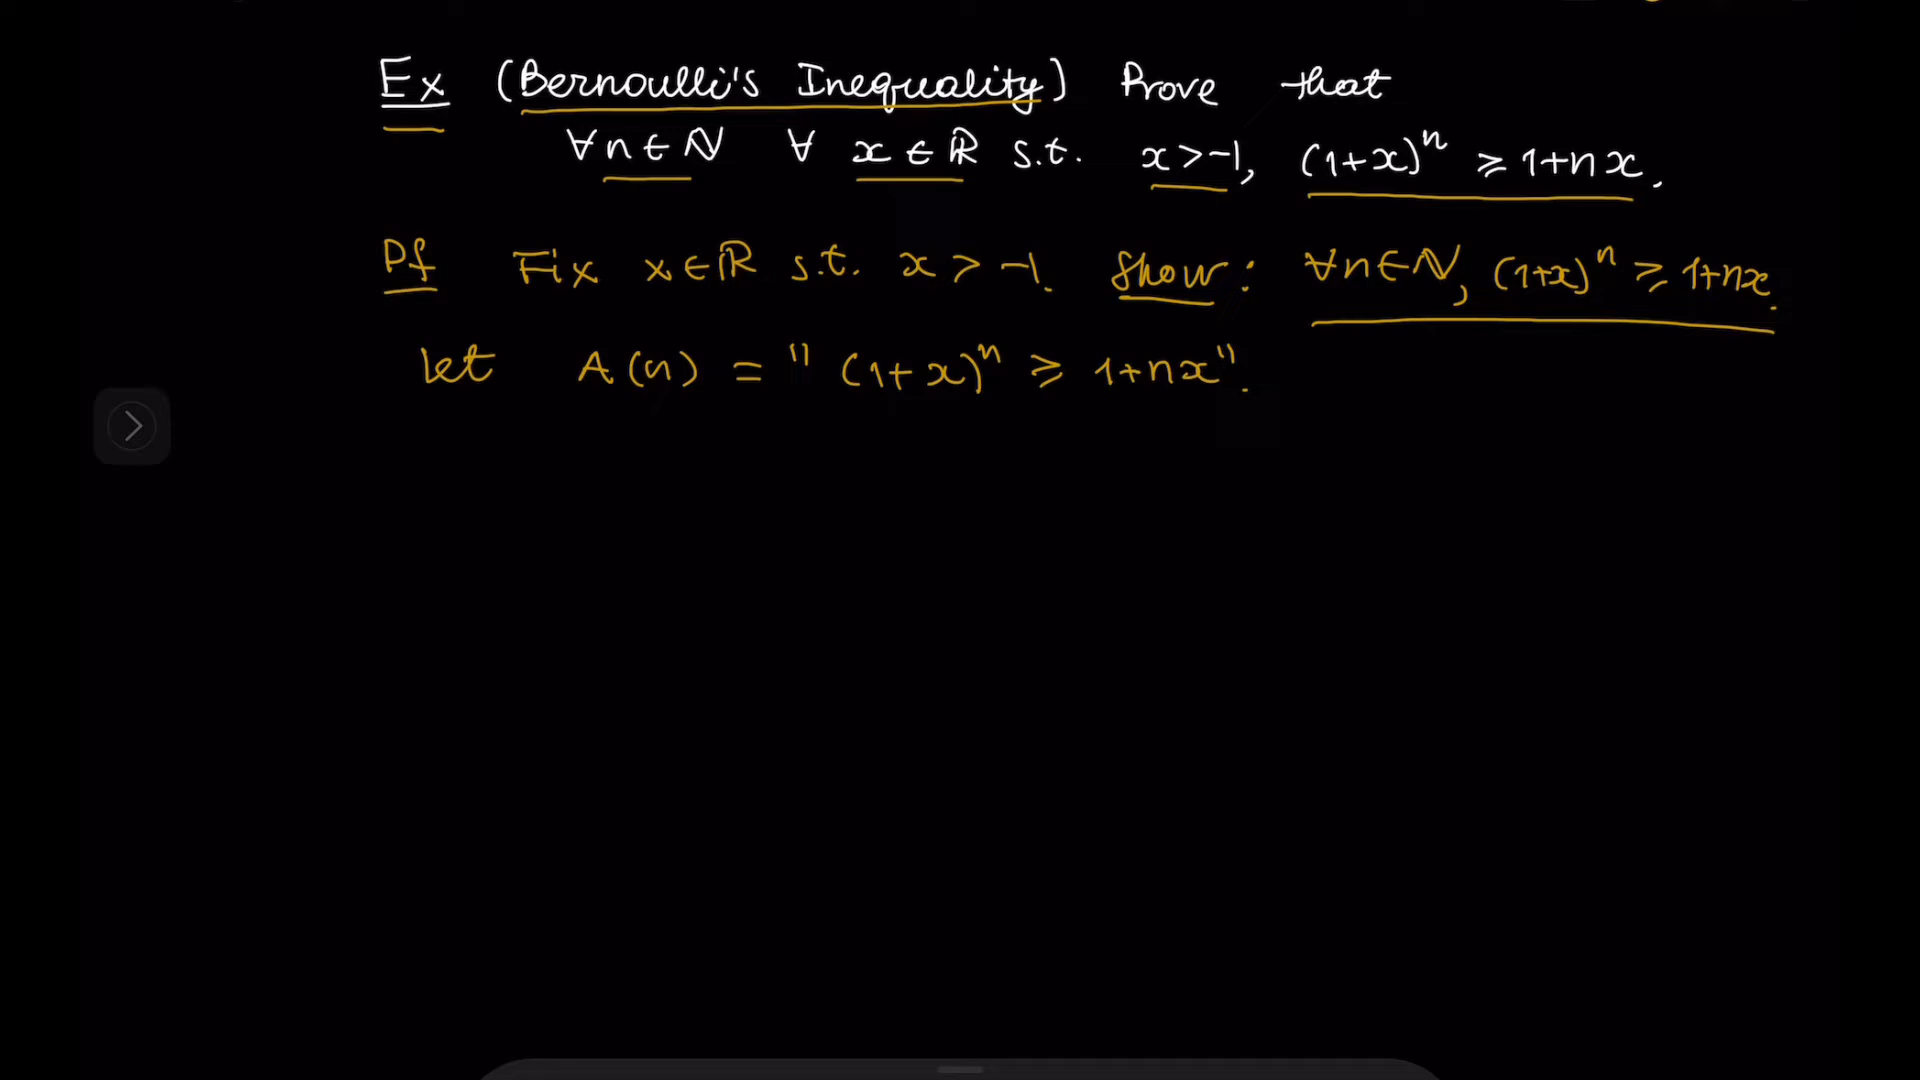 Ex (Bernoulli's Inequality) Prove that
∀n∈ℕ ∀ x∈ℝ s.t. x>-1, (1+x)ⁿ ⩾ 1+nx.
Pf Fix x∈ℝ s.t. x>-1. Show: ∀n∈ℕ, (1+x)ⁿ ⩾ 1+nx.
Let A(n) = "(1+x)ⁿ ⩾ 1+nx".